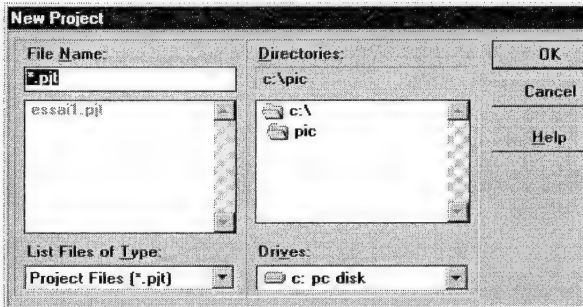 New Project
File Name:
*.pjt
essai1.pjt
List Files of Type:
Project Files (*.pjt)
Directories:
c:\pic
c:\
pic
Drives:
c: pc disk
OK
Cancel
Help